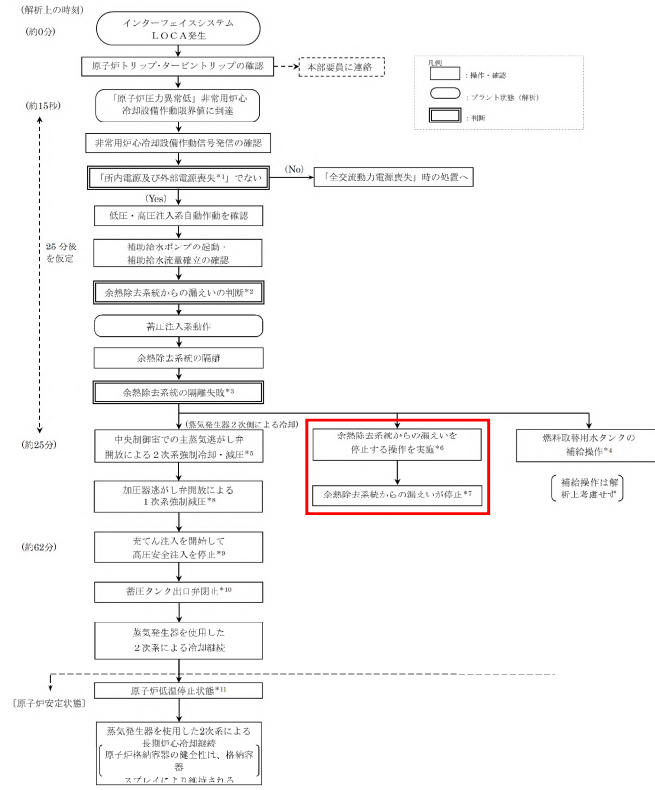 (解析上の時刻)
(約0分)
インターフェイスシステム
LOCA発生
原子炉トリップ・タービントリップの確認
本部要員に連絡
凡例
：操作・確認
：プラント状態（解析）
：判断
(約15秒)
「原子炉圧力異常低」非常用炉心
冷却設備作動限界値に到達
非常用炉心冷却設備作動信号発信の確認
「所内電源及び外部電源喪失*1」でない
(No)
「全交流動力電源喪失」時の処置へ
(Yes)
低圧・高圧注入系自動作動を確認
25分後
を仮定
補助給水ポンプの起動・
補助給水流量確立の確認
余熱除去系統からの漏えいの判断*2
蓄圧注入系動作
余熱除去系統の隔離
余熱除去系統の隔離失敗*3
(蒸気発生器2次側による冷却)
(約25分)
中央制御室での主蒸気逃がし弁
開放による2次系強制冷却・減圧*5
余熱除去系統からの漏えいを
停止する操作を実施*6
燃料取替用水タンクの
補給操作*4
加圧器逃がし弁開放による
1次系強制減圧*8
余熱除去系統からの漏えいが停止*7
補給操作は解
析上考慮せず
(約62分)
充てん注入を開始して
高圧安全注入を停止*9
蓄圧タンク出口弁閉止*10
蒸気発生器を使用した
2次系による冷却継続
原子炉低温停止状態*11
［原子炉安定状態］
蒸気発生器を使用した2次系による
長期炉心冷却継続
原子炉格納容器の健全性は、格納容
器
スプレイにより維持される